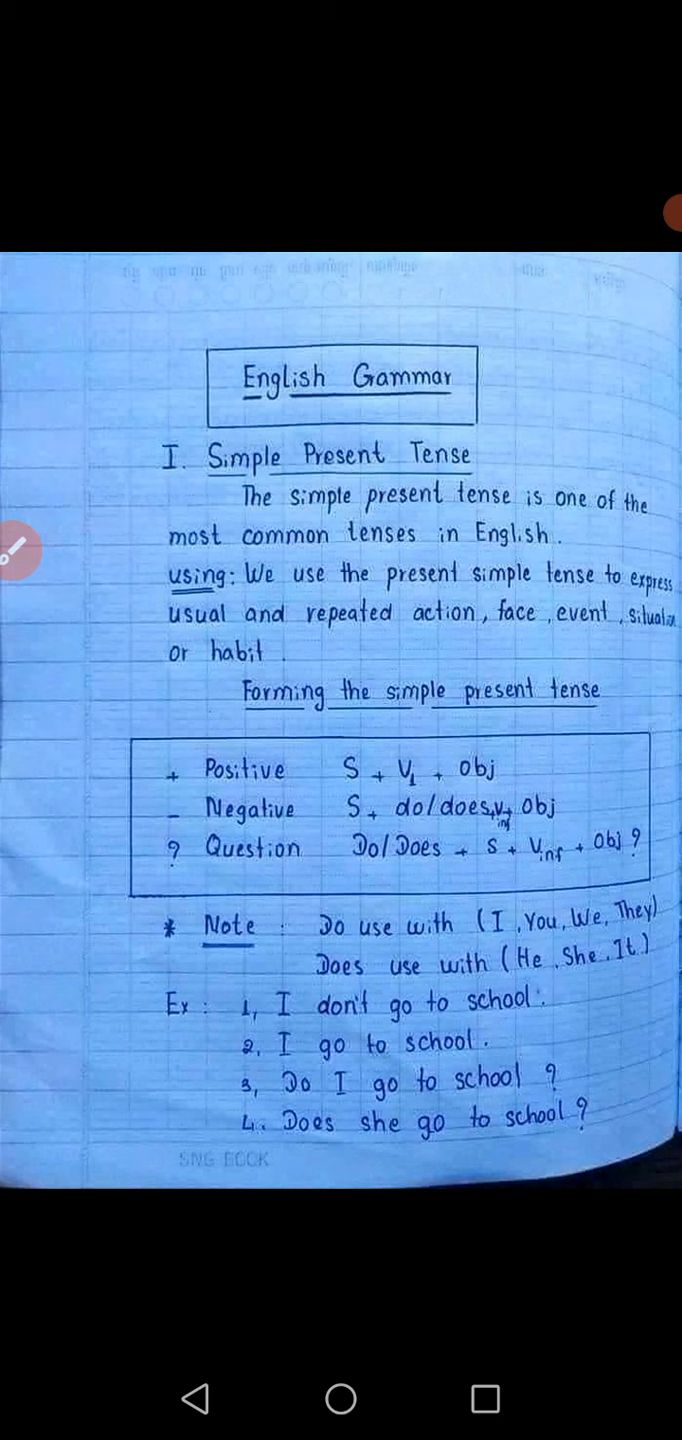 English Gammar
I. Simple Present Tense
The simple present tense is one of the
most common tenses in English.
using: We use the present simple tense to express
usual and repeated action, face, event, situation
or habit.
Forming the simple present tense
+ Positive S + V1 + obj
- Negative S + do/does + Vinf + obj
? Question Do/Does + S + Vinf + Obj ?
* Note : Do use with (I, You, We, They)
Does use with (He, She, It)
Ex : 1, I don't go to school.
2, I go to school.
3, Do I go to school ?
4. Does she go to school ?
SNG BOOK